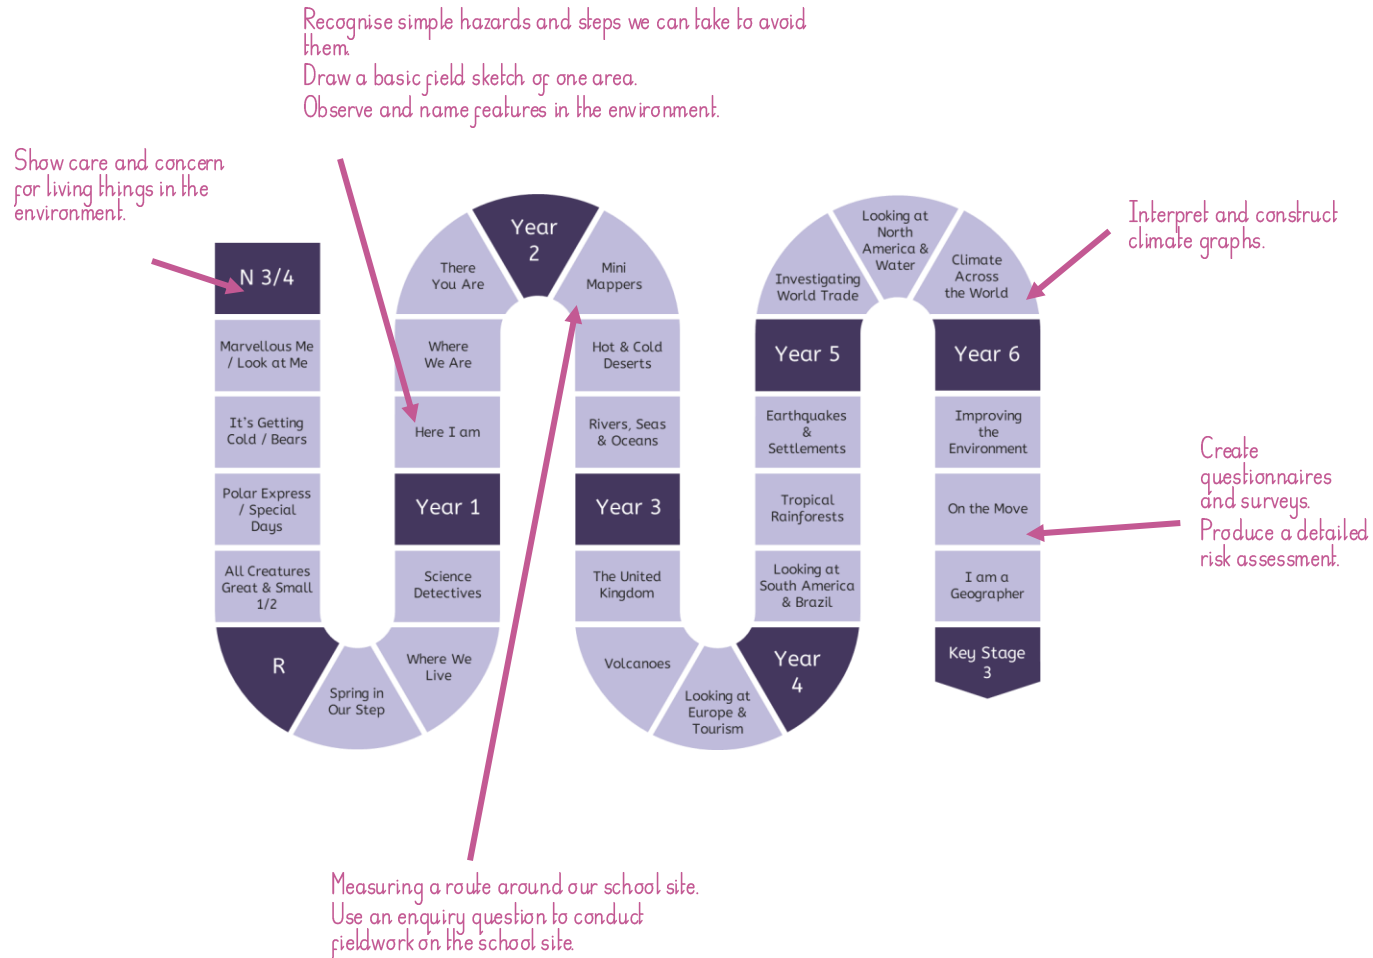 Recognise simple hazards and steps we can take to avoid
them.
Draw a basic field sketch of one area.
Observe and name features in the environment.
Show care and concern
for living things in the
environment.
N 3/4
Marvellous Me
/ Look at Me
It's Getting
Cold / Bears
Polar Express
/ Special
Days
All Creatures
Great & Small
1/2
R
Spring in
Our Step
Where We
Live
Science
Detectives
Year 1
Here I am
Where
We Are
There
You Are
Year
2
Mini
Mappers
Hot & Cold
Deserts
Rivers, Seas
& Oceans
Year 3
The United
Kingdom
Volcanoes
Looking at
Europe &
Tourism
Year
4
Looking at
South America
& Brazil
Tropical
Rainforests
Earthquakes
&
Settlements
Year 5
Investigating
World Trade
Looking at
North
America &
Water
Climate
Across
the World
Year 6
Improving
the
Environment
On the Move
I am a
Geographer
Key Stage
3
Interpret and construct
climate graphs.
Create
questionnaires
and surveys.
Produce a detailed
risk assessment.
Measuring a route around our school site.
Use an enquiry question to conduct
fieldwork on the school site.